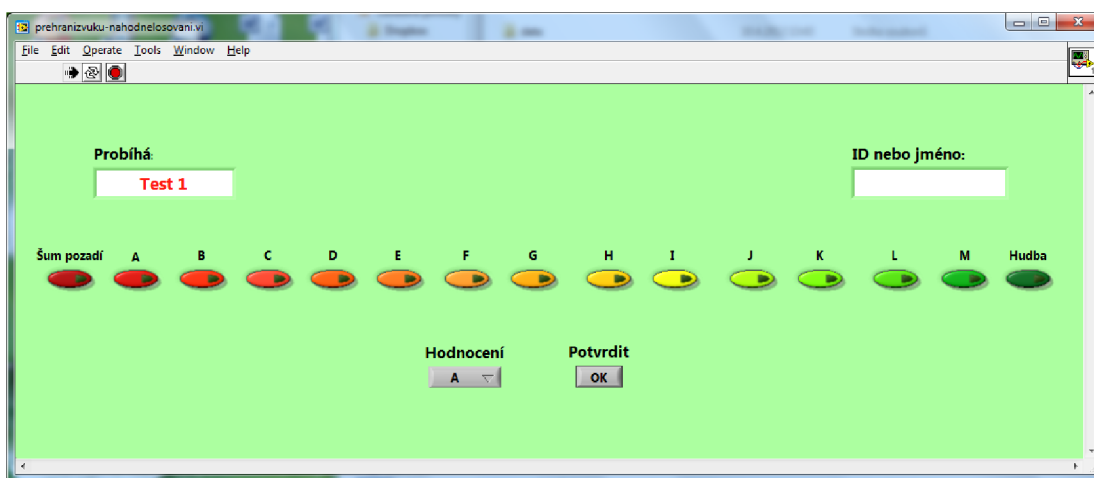 prehranizvuku-nahodnelosovani.vi
File Edit Operate Tools Window Help
Probíhá:
ID nebo jméno:
Test 1
Šum pozadí A B C D E F G H I J K L M Hudba
Hodnocení
Potvrdit
A
OK